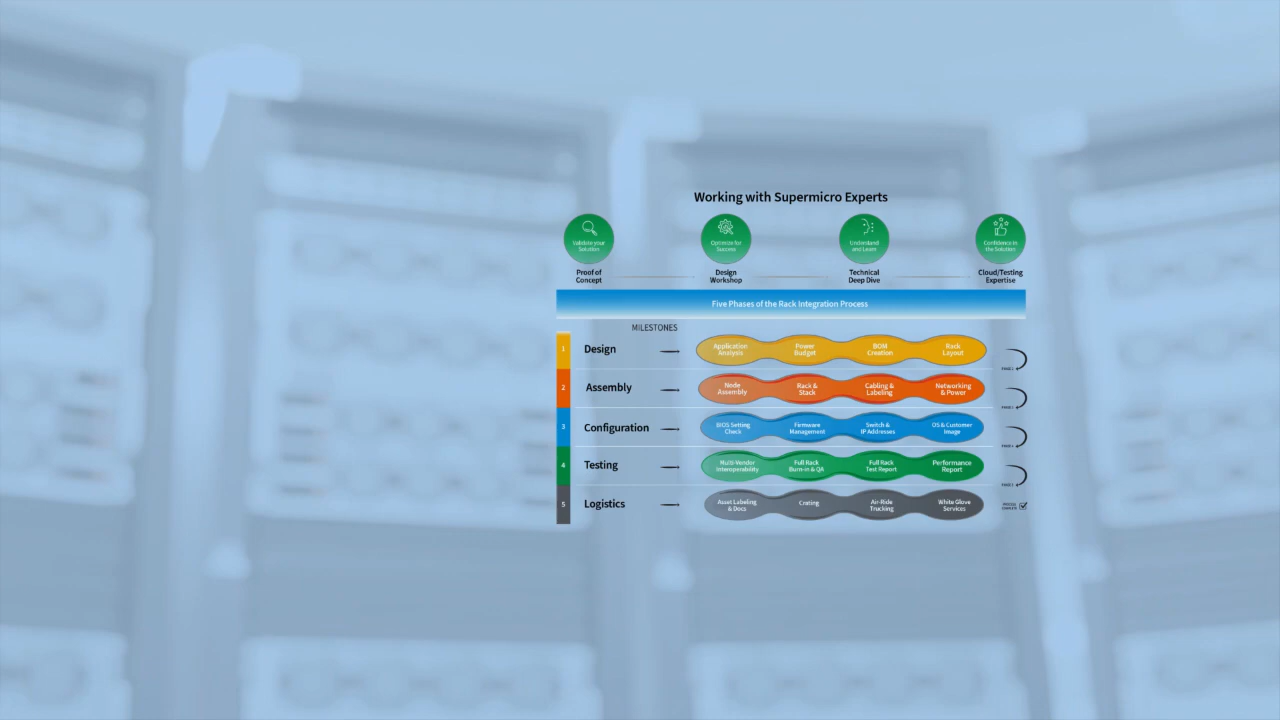 Working with Supermicro Experts
Validate your
Solution
Optimize for
Success
Understand
and Learn
Confidence in
the Solution
Proof of
Concept
Design
Workshop
Technical
Deep Dive
Cloud/Testing
Expertise
Five Phases of the Rack Integration Process
MILESTONES
1
Design
Application
Analysis
Power
Budget
BOM
Creation
Rack
Layout
2
Assembly
Node
Assembly
Rack &
Stack
Cabling &
Labeling
Networking
& Power
3
Configuration
BIOS Setting
Check
Firmware
Management
Switch &
IP Addresses
OS & Customer
Image
4
Testing
Multi-Vendor
Interoperability
Full Rack
Burn-in & QA
Full Rack
Test Report
Performance
Report
5
Logistics
Asset Labeling
& Docs
Crating
Air-Ride
Trucking
White Glove
Services
PROCESS
COMPLETE